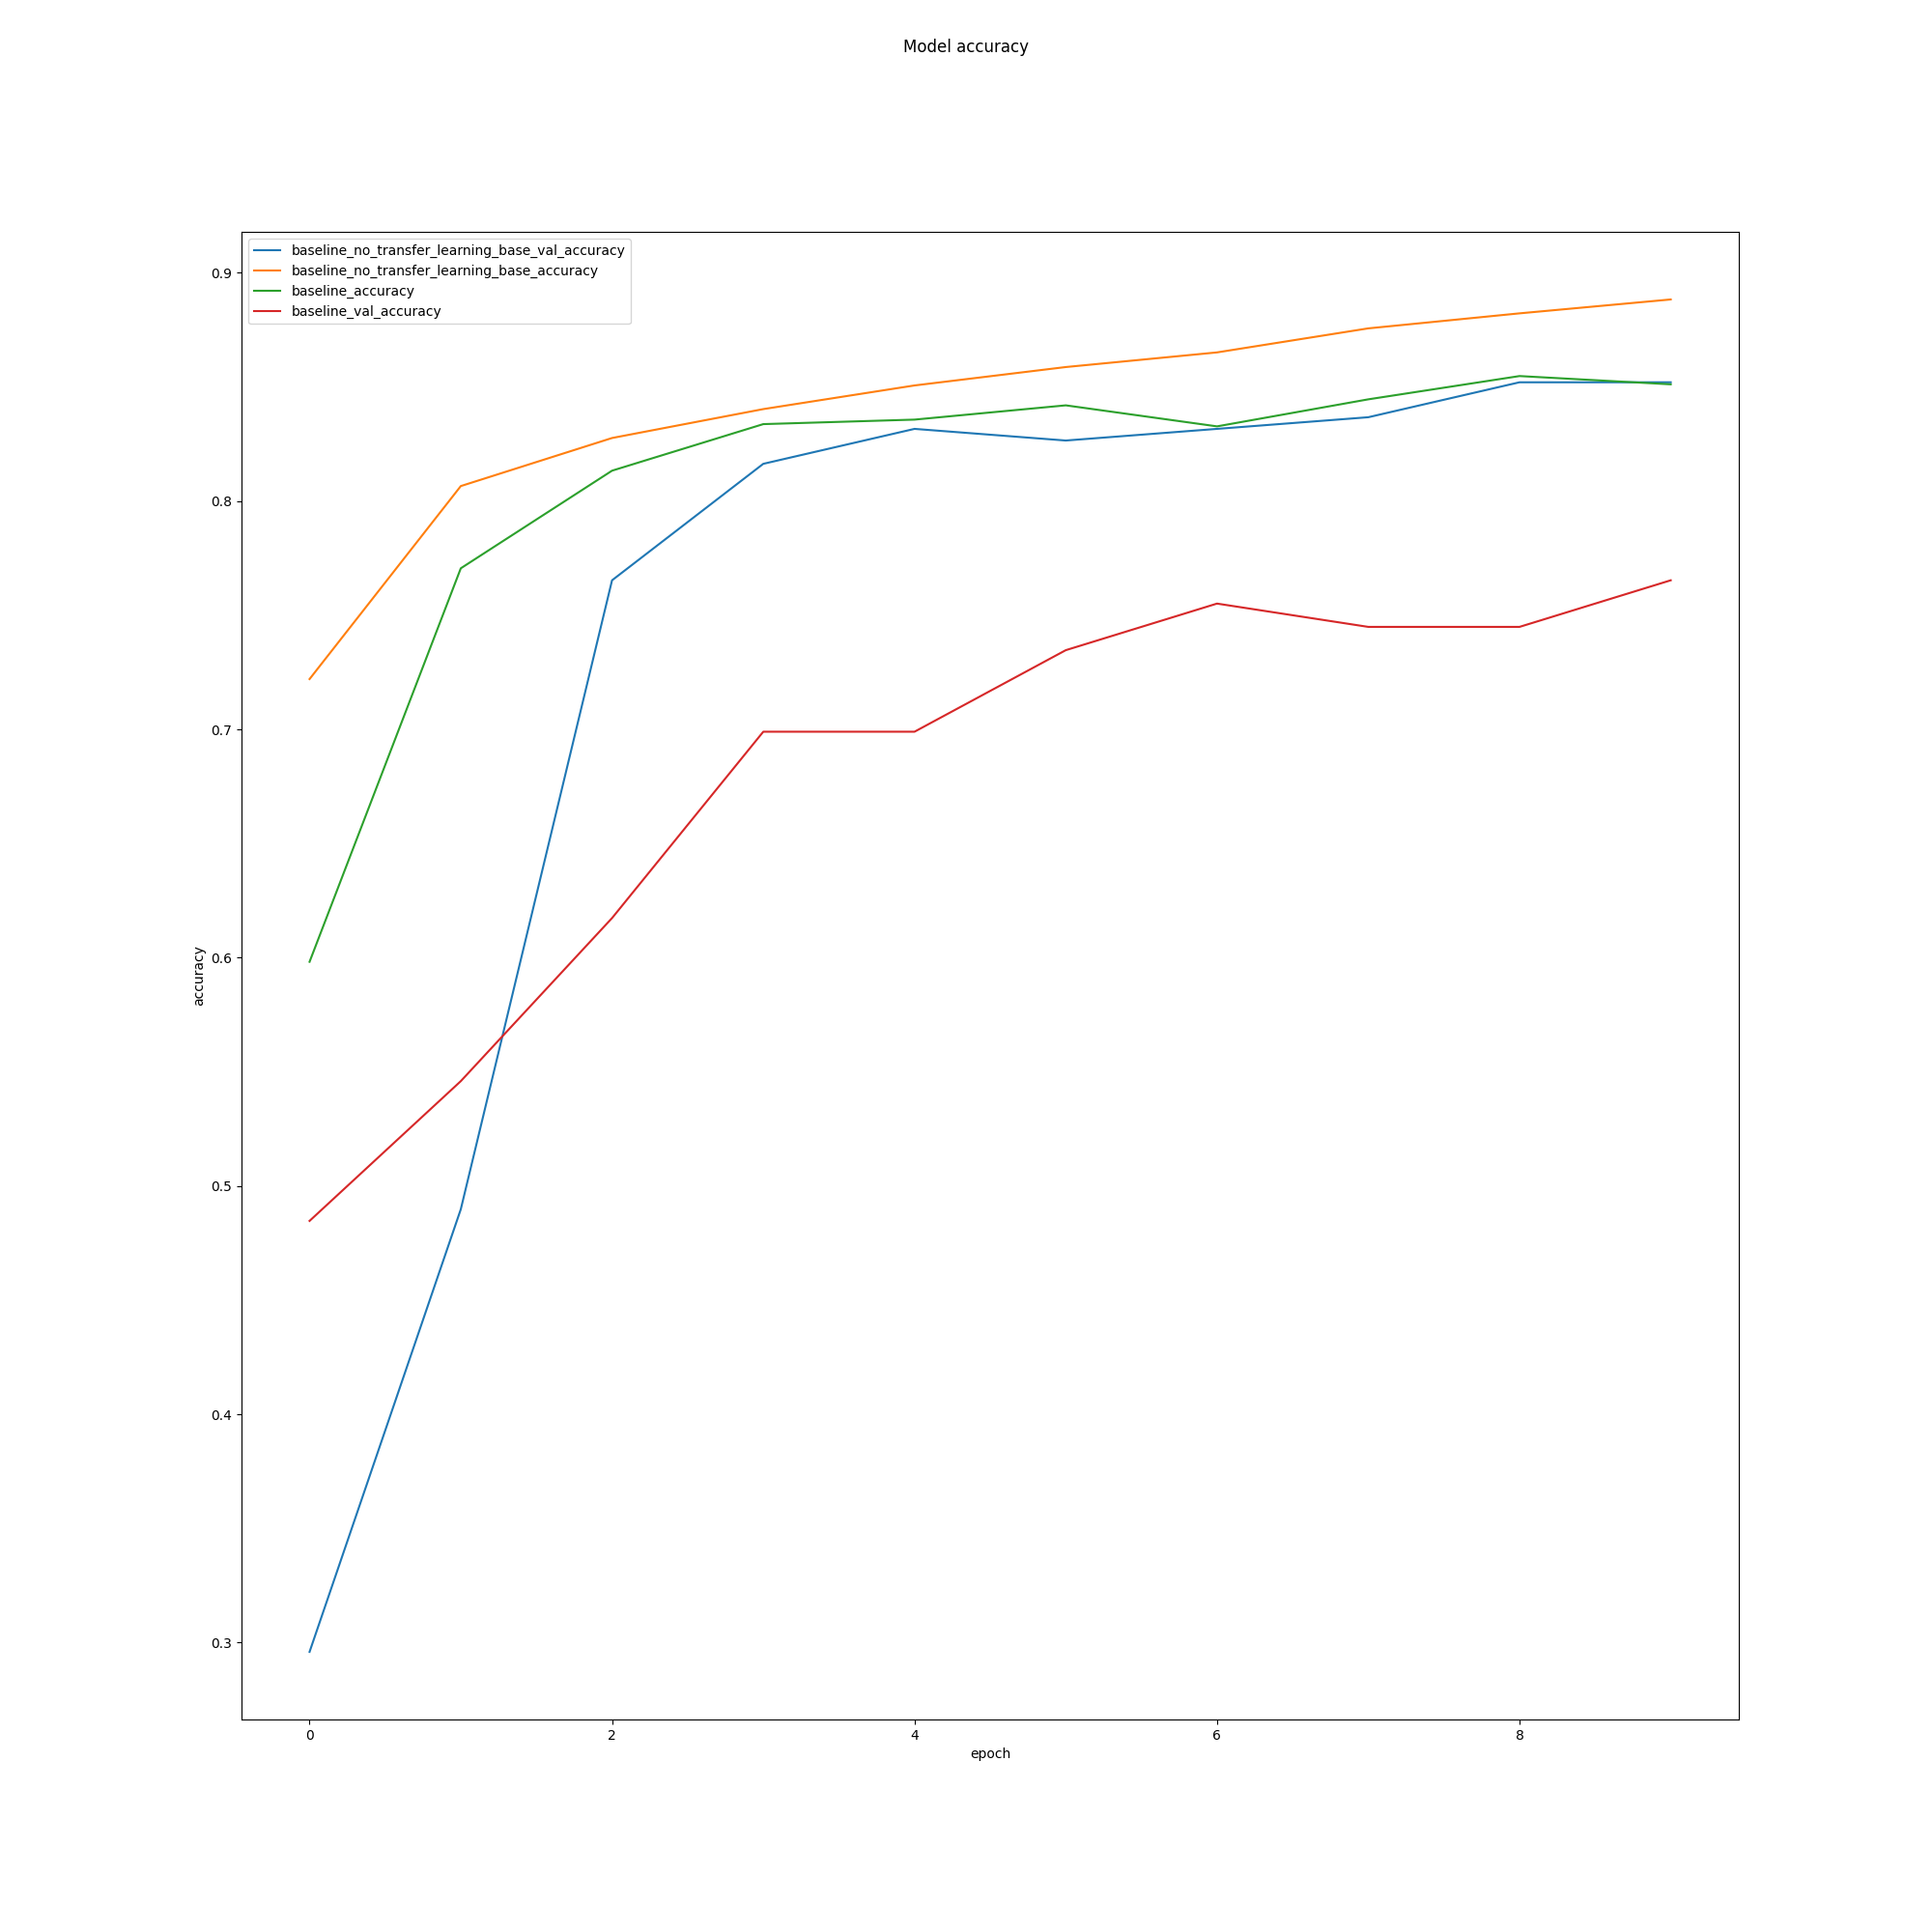 Model accuracy
baseline_no_transfer_learning_base_val_accuracy
baseline_no_transfer_learning_base_accuracy
baseline_accuracy
baseline_val_accuracy
0.9
0.8
0.7
0.6
0.5
0.4
0.3
accuracy
0 2 4 6 8
epoch